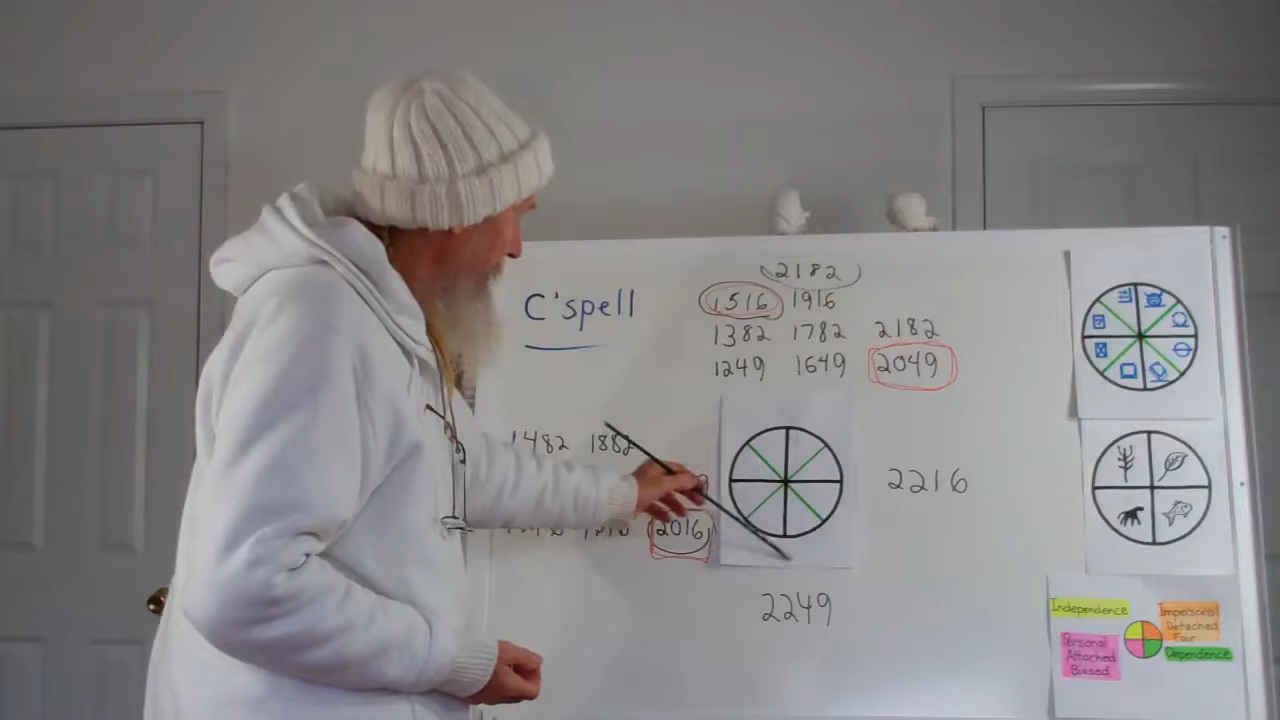 C'spell
2182
1516 1916
1382 1782 2182
1249 1649 2049
1482 1882
2016
2216
2249
Independence
Impersonal
Detached
Fair
Personal
Attached
Biased
Dependence